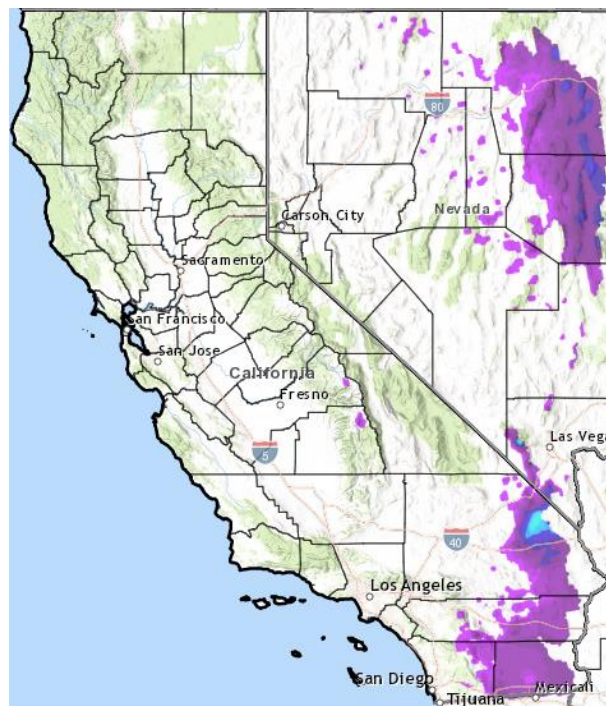 80
Nevada
Carson City
Sacramento
San Francisco
San Jose
California
Fresno
5
Las Vega
40
Los Angeles
San Diego
Mexicali
Tijuana